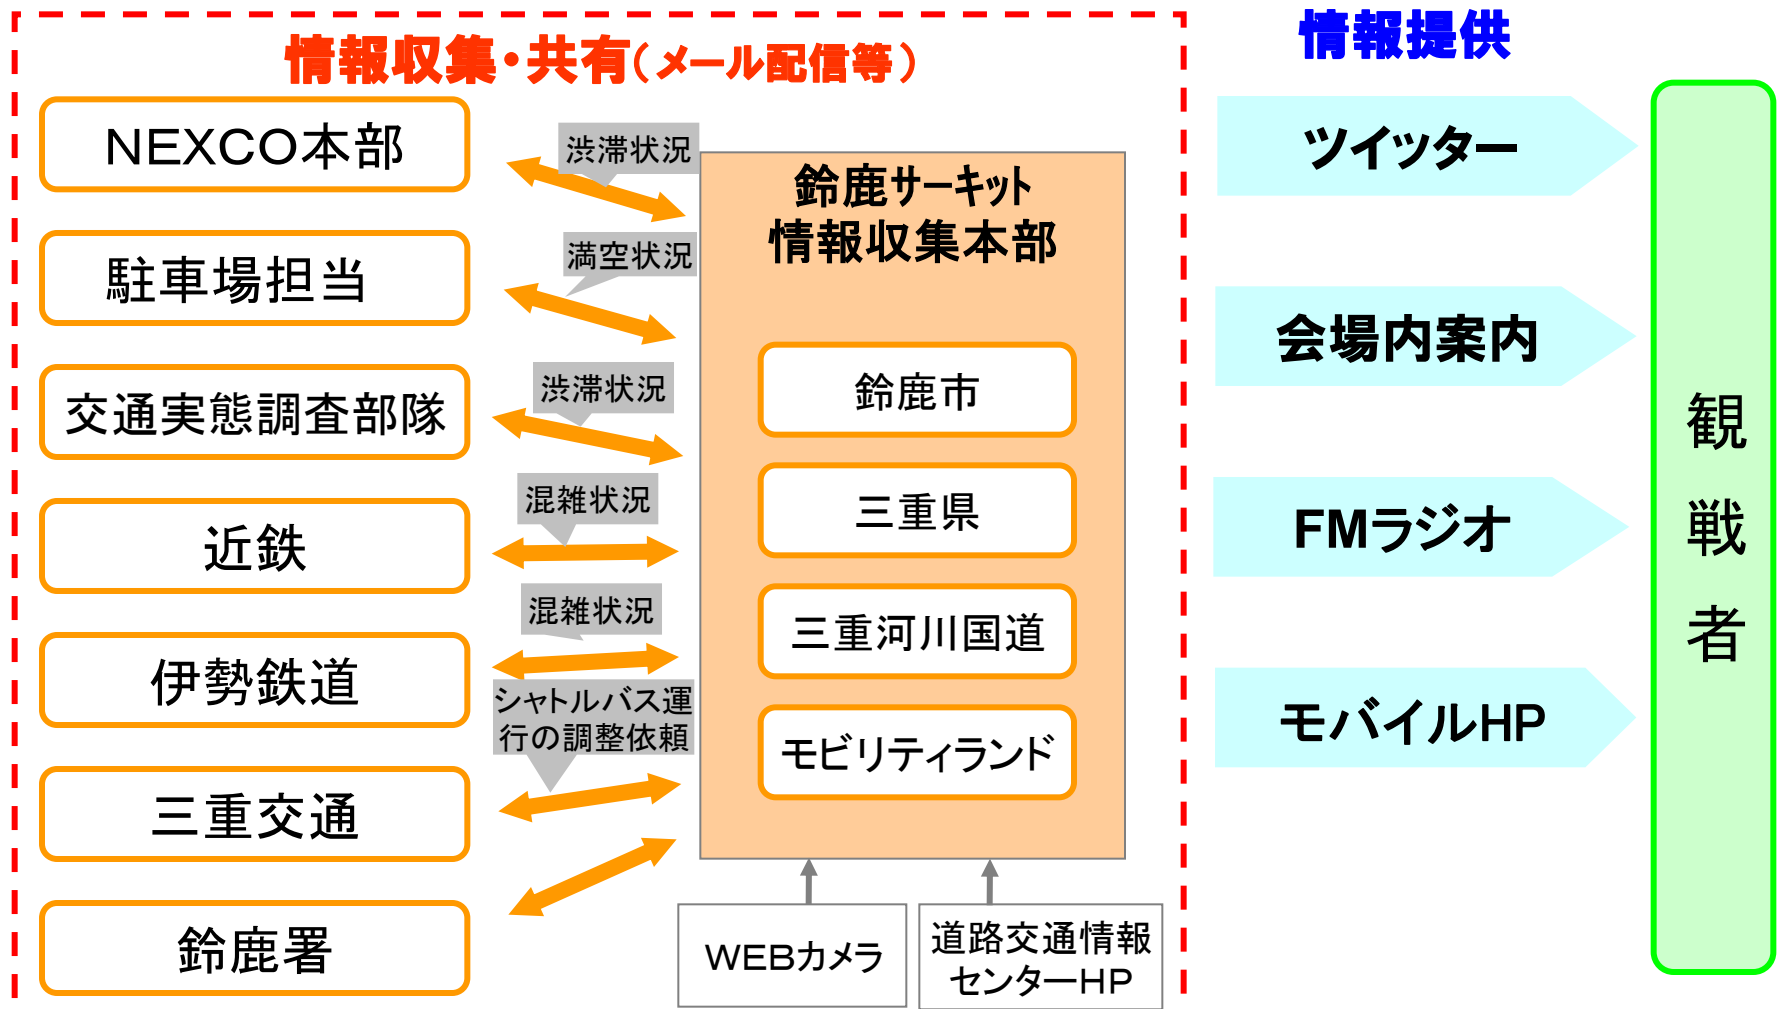 情報収集・共有（メール配信等）
NEXCO本部
駐車場担当
交通実態調査部隊
近鉄
伊勢鉄道
三重交通
鈴鹿署
渋滞状況
満空状況
渋滞状況
混雑状況
混雑状況
シャトルバス運
行の調整依頼
鈴鹿サーキット
情報収集本部
鈴鹿市
三重県
三重河川国道
モビリティランド
WEBカメラ
道路交通情報
センターHP
情報提供
ツイッター
会場内案内
FMラジオ
モバイルHP
観戦者